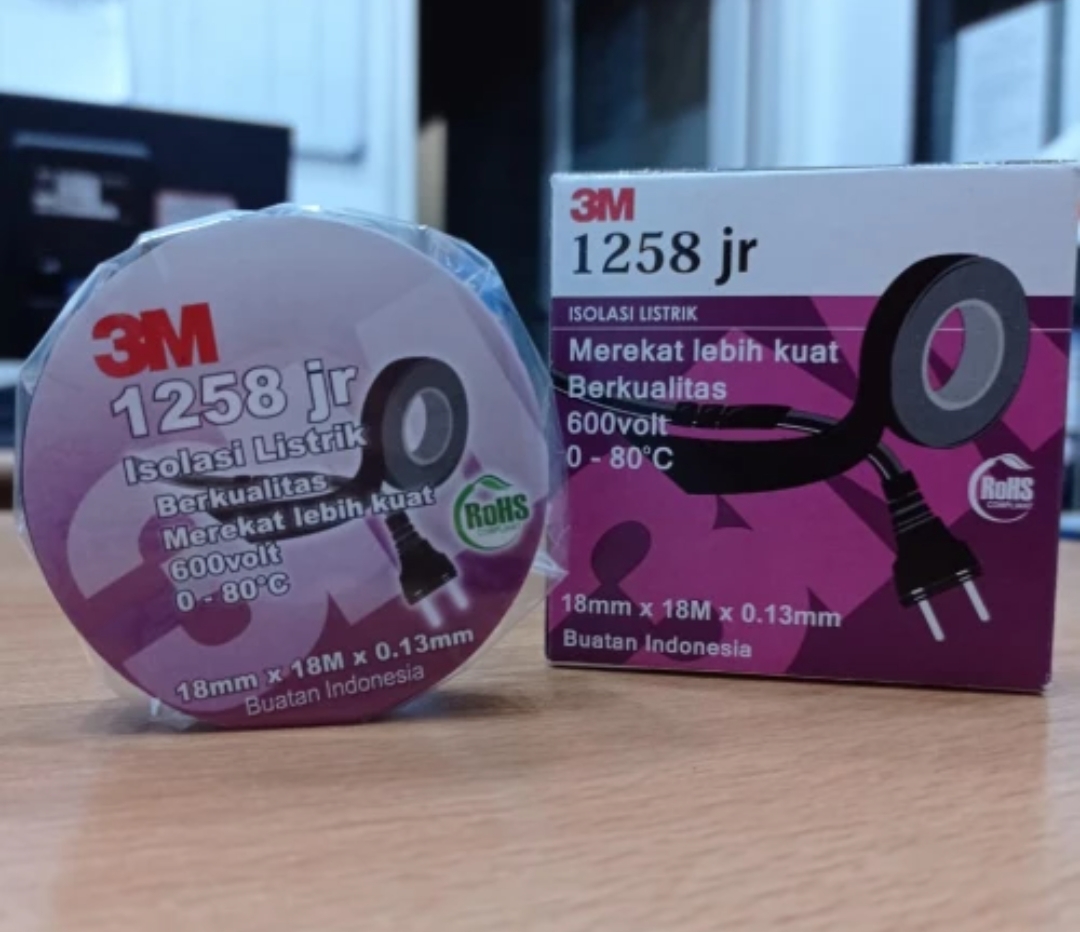 3M
1258 jr
Isolasi Listrik
Berkualitas
Merekat lebih kuat
600volt
0 - 80°C
RoHS
18mm x 18M x 0.13mm
Buatan Indonesia
3M
1258 jr
ISOLASI LISTRIK
Merekat lebih kuat
Berkualitas
600volt
0 - 80°C
RoHS
COMPLIANT
18mm x 18M x 0.13mm
Buatan Indonesia